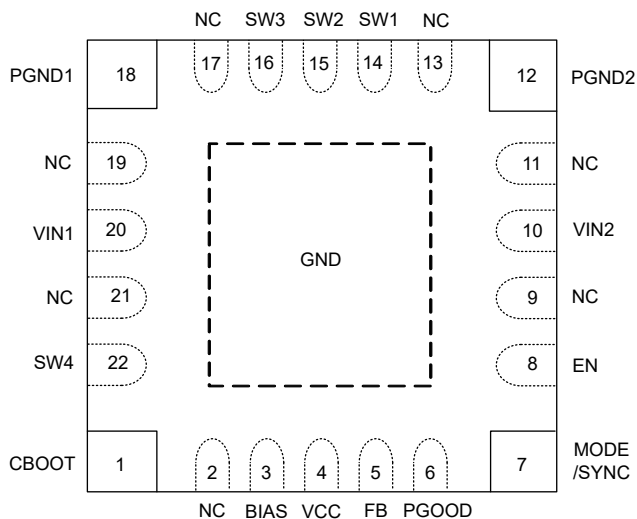 NC SW3 SW2 SW1 NC
17 16 15 14 13
PGND1 18 12 PGND2
NC 19 11 NC
VIN1 20 10 VIN2
GND
NC 21 9 NC
SW4 22 8 EN
CBOOT 1 7 MODE
/SYNC
2 3 4 5 6
NC BIAS VCC FB PGOOD